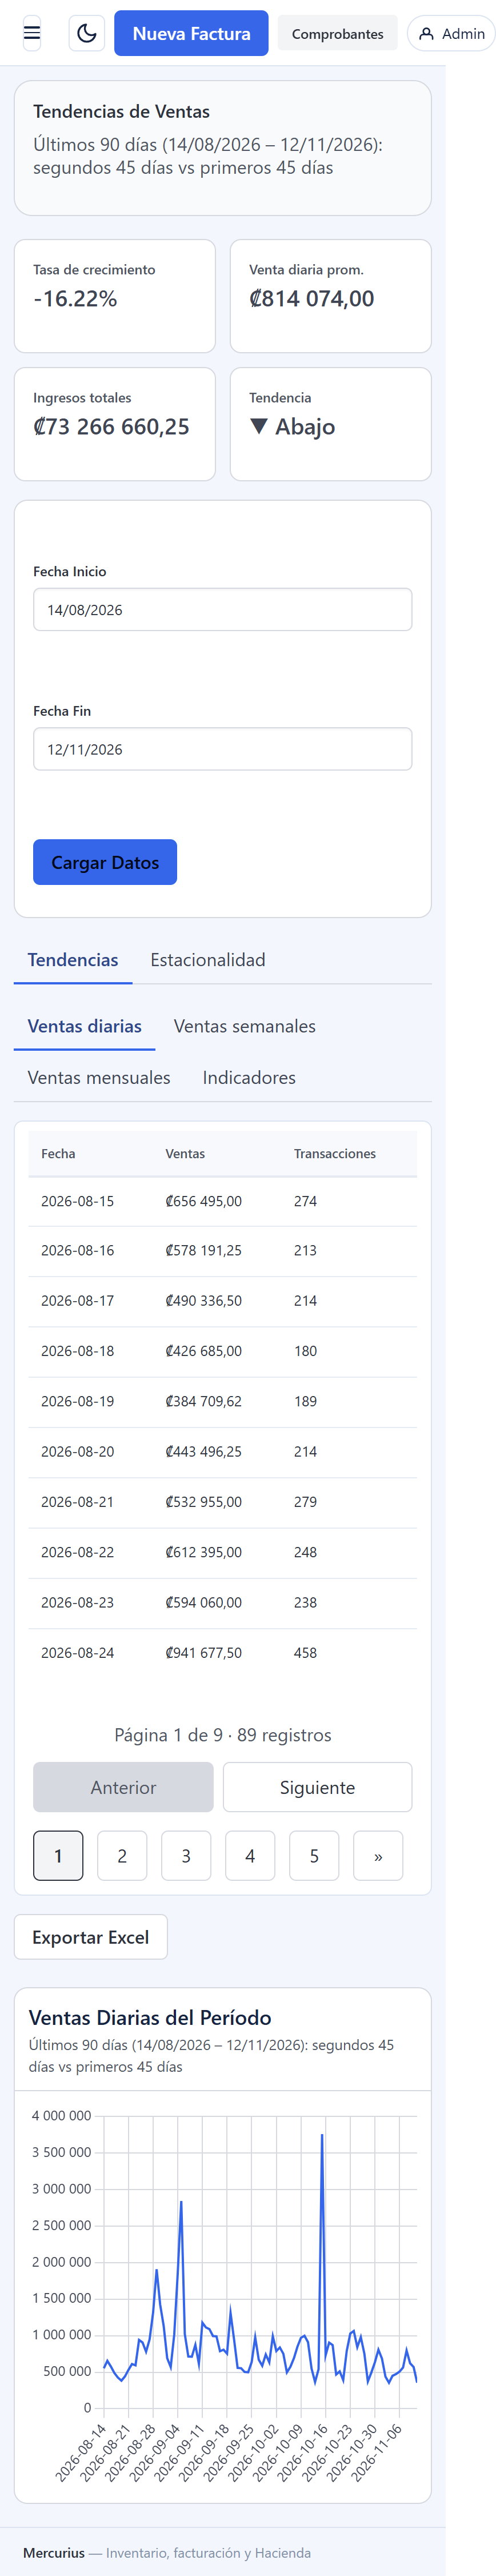 Nueva Factura
Comprobantes
Admin
Tendencias de Ventas
Últimos 90 días (14/08/2026 – 12/11/2026):
segundos 45 días vs primeros 45 días
Tasa de crecimiento
-16.22%
Venta diaria prom.
₡814 074,00
Ingresos totales
₡73 266 660,25
Tendencia
▼ Abajo
Fecha Inicio
14/08/2026
Fecha Fin
12/11/2026
Cargar Datos
Tendencias Estacionalidad
Ventas diarias Ventas semanales
Ventas mensuales Indicadores
Fecha Ventas Transacciones
2026-08-15 ₡656 495,00 274
2026-08-16 ₡578 191,25 213
2026-08-17 ₡490 336,50 214
2026-08-18 ₡426 685,00 180
2026-08-19 ₡384 709,62 189
2026-08-20 ₡443 496,25 214
2026-08-21 ₡532 955,00 279
2026-08-22 ₡612 395,00 248
2026-08-23 ₡594 060,00 238
2026-08-24 ₡941 677,50 458
Página 1 de 9 · 89 registros
Anterior Siguiente
1 2 3 4 5 »
Exportar Excel
Ventas Diarias del Período
Últimos 90 días (14/08/2026 – 12/11/2026): segundos 45
días vs primeros 45 días
4 000 000
3 500 000
3 000 000
2 500 000
2 000 000
1 500 000
1 000 000
500 000
0
2026-08-14
2026-08-21
2026-08-28
2026-09-04
2026-09-11
2026-09-18
2026-09-25
2026-10-02
2026-10-09
2026-10-16
2026-10-23
2026-10-30
2026-11-06
Mercurius — Inventario, facturación y Hacienda